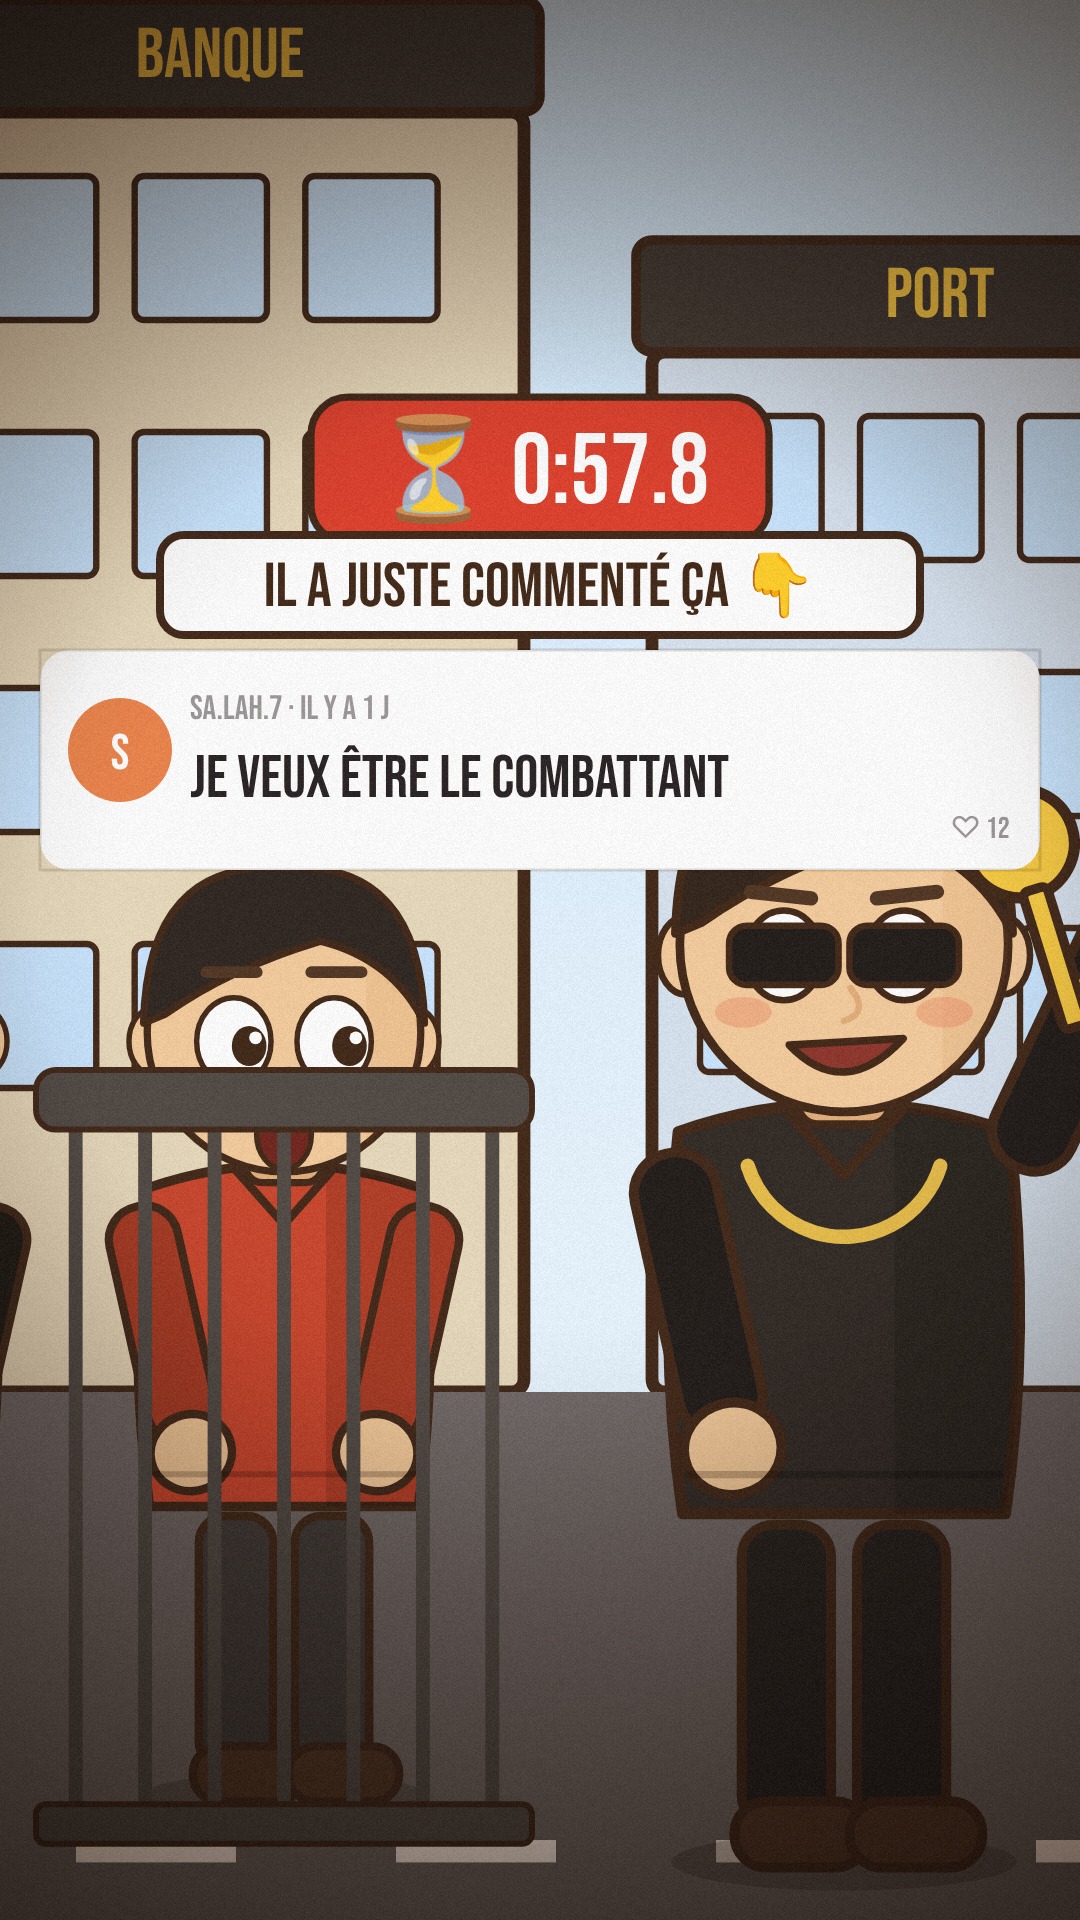 BANQUE
PORT
⏳ 0:57.8
IL A JUSTE COMMENTÉ ÇA 👇
SA.LAH.7 · IL Y A 1 J
S
JE VEUX ÊTRE LE COMBATTANT
♡ 12